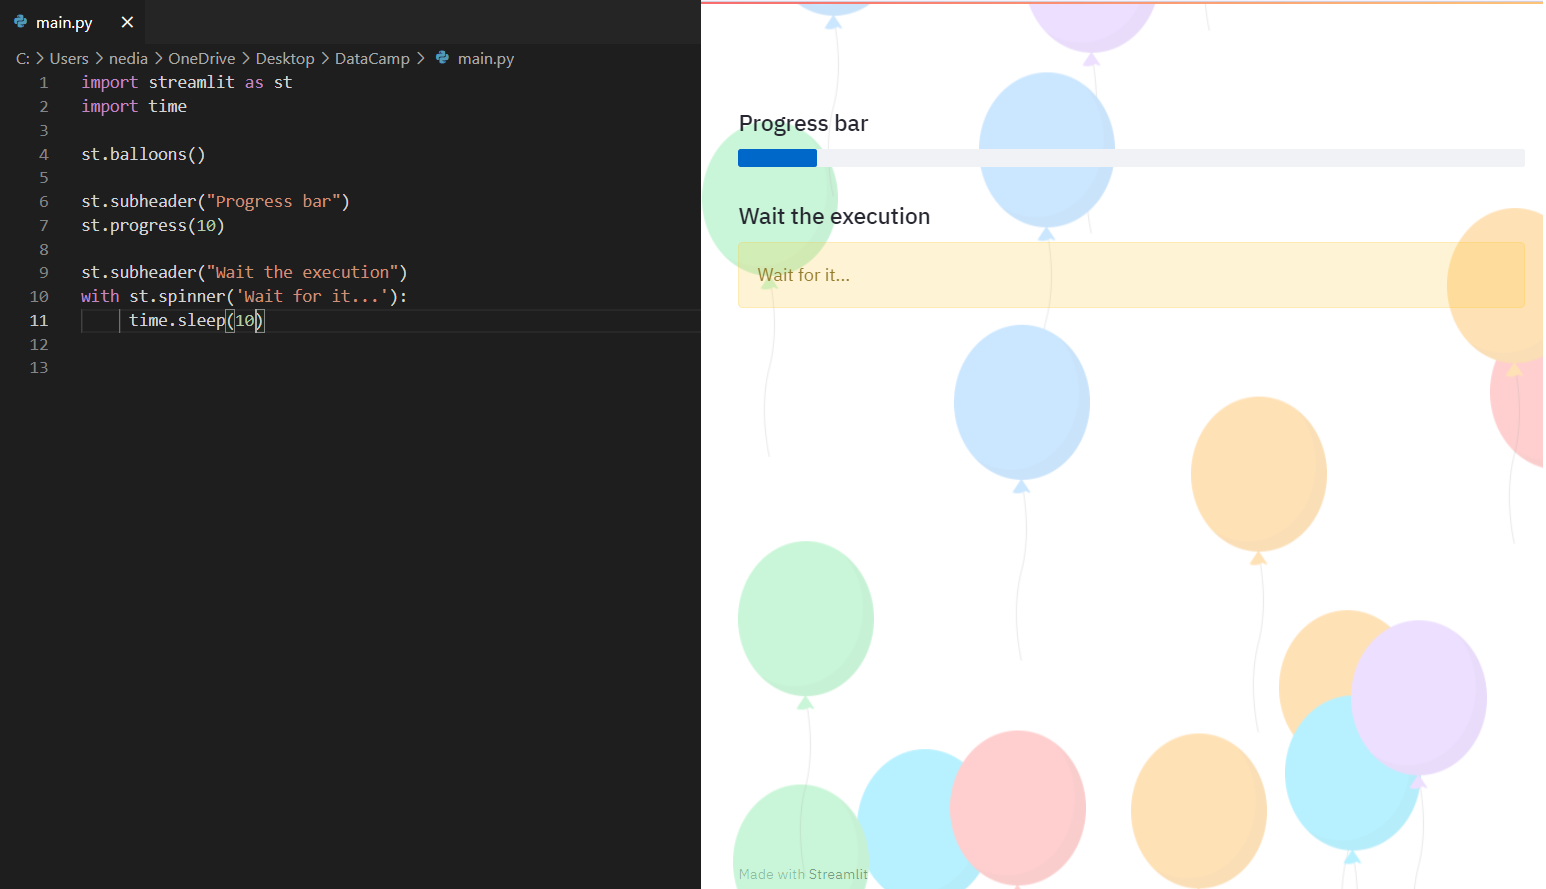 main.py
C: > Users > nedia > OneDrive > Desktop > DataCamp > main.py
1 import streamlit as st
2 import time
3
4 st.balloons()
5
6 st.subheader("Progress bar")
7 st.progress(10)
8
9 st.subheader("Wait the execution")
10 with st.spinner('Wait for it...'):
11 time.sleep(10)
12
13
Progress bar
Wait the execution
Wait for it...
Made with Streamlit